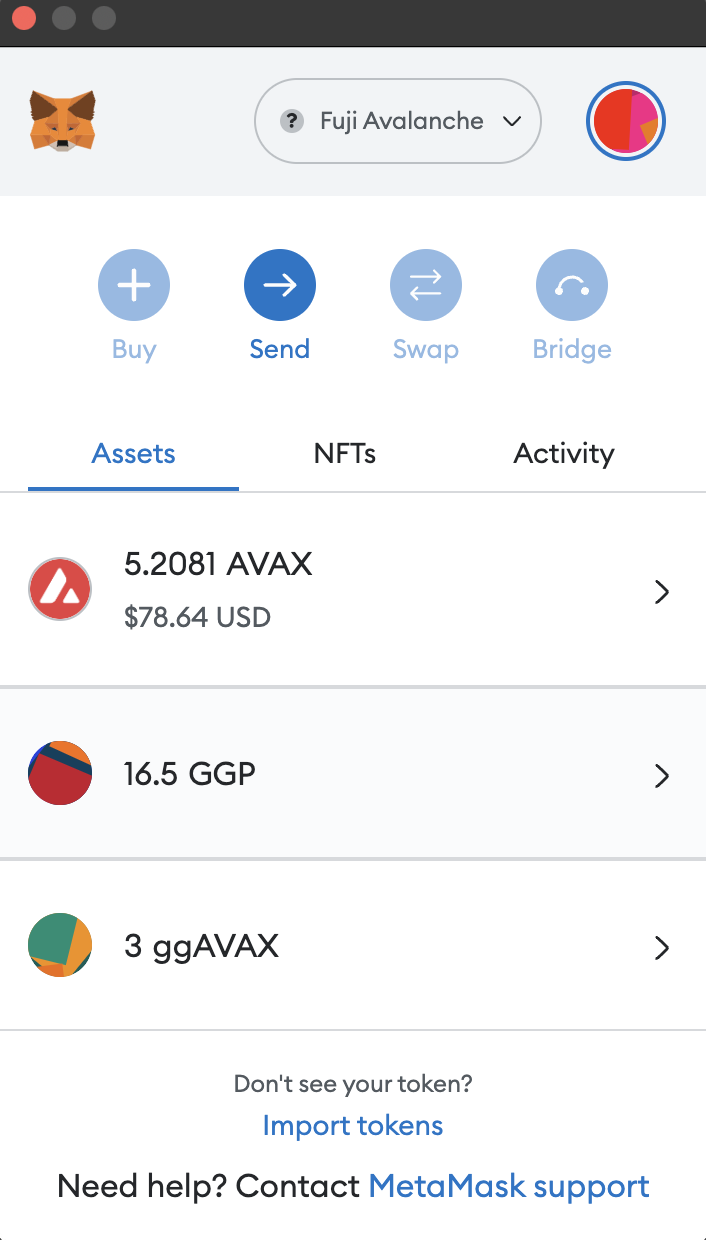 ? Fuji Avalanche
Buy Send Swap Bridge
Assets NFTs Activity
5.2081 AVAX
$78.64 USD
16.5 GGP
3 ggAVAX
Don't see your token?
Import tokens
Need help? Contact MetaMask support